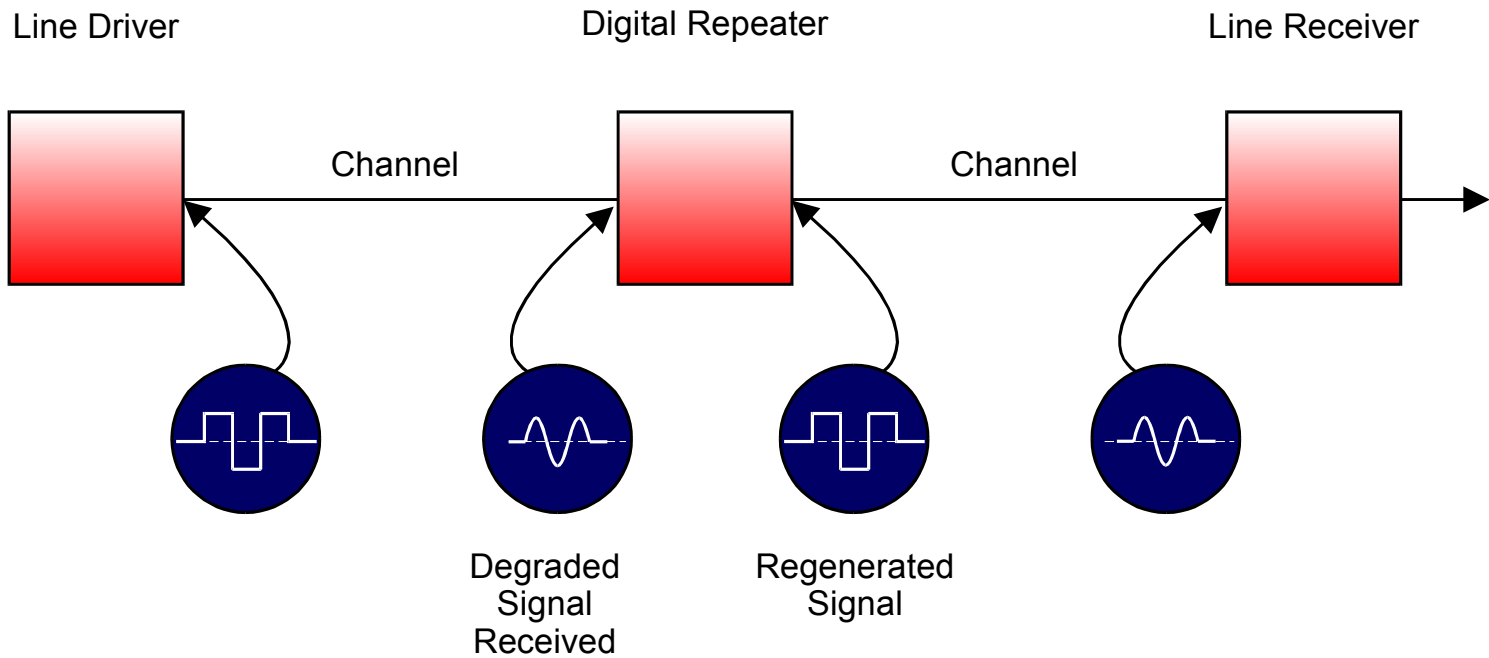 Line Driver
Digital Repeater
Line Receiver
Channel
Channel
Degraded
Signal
Received
Regenerated
Signal